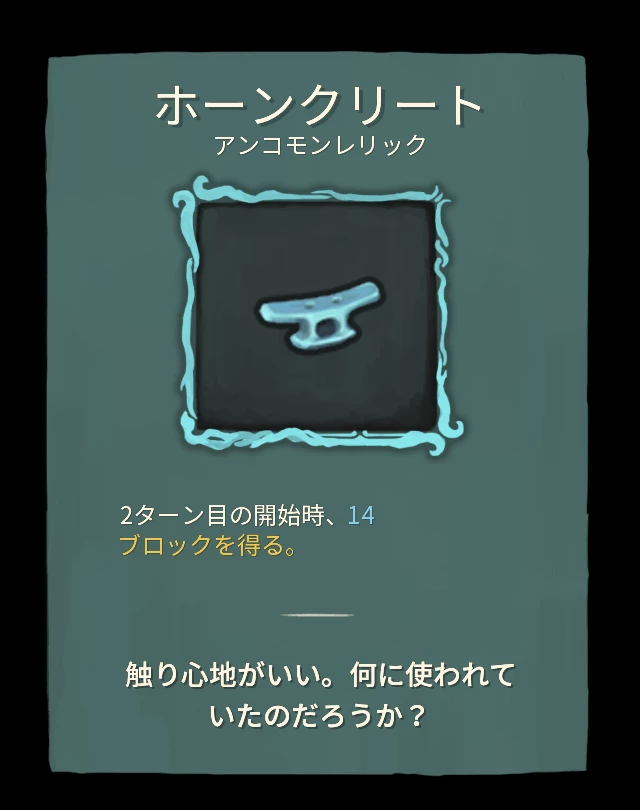 ホーンクリート
アンコモンレリック
2ターン目の開始時、14
ブロックを得る。
触り心地がいい。何に使われて
いたのだろうか？